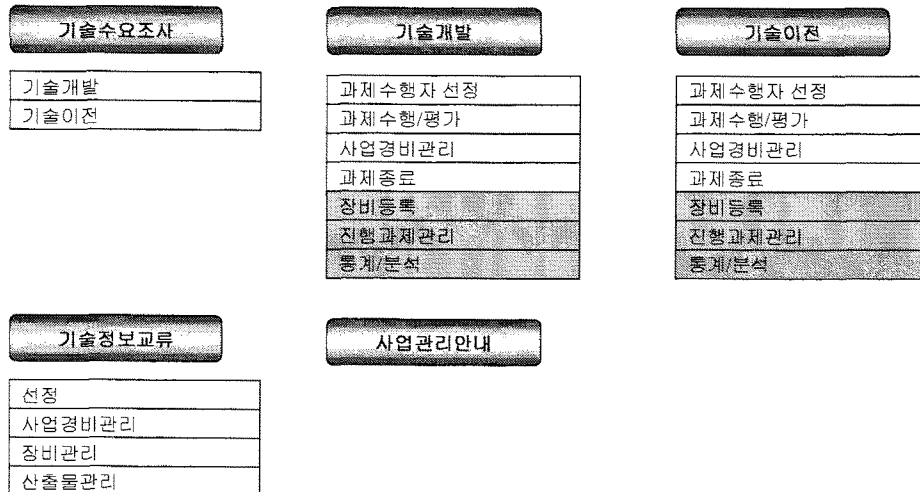 기술수요조사
기술개발
기술이전
기술개발
과제수행자 선정
과제수행/평가
사업경비관리
과제종료
장비등록
진행과제관리
통계/분석
기술이전
과제수행자 선정
과제수행/평가
사업경비관리
과제종료
장비등록
진행과제관리
통계/분석
기술정보교류
선정
사업경비관리
장비관리
산출물관리
사업관리안내